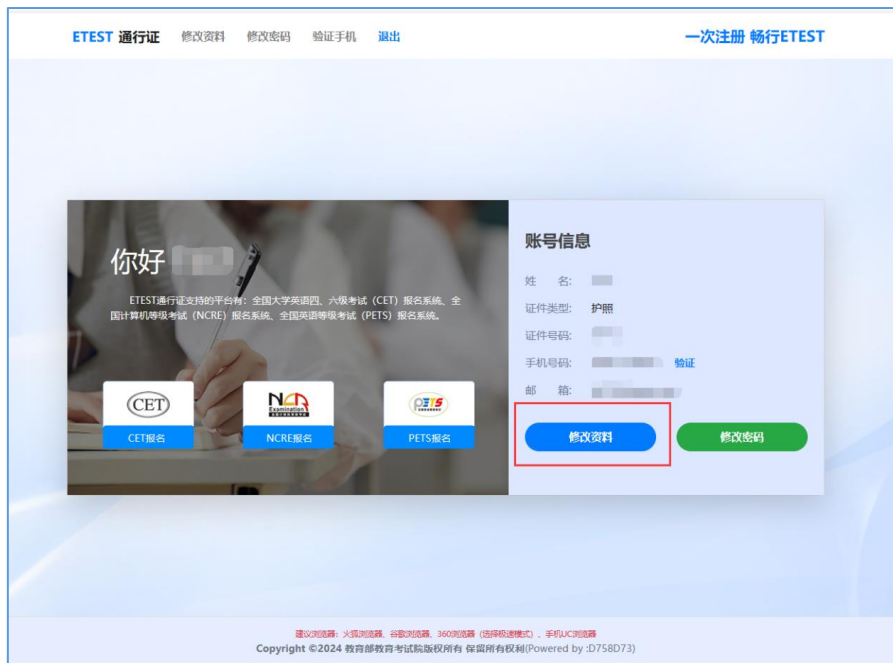 ETEST 通行证 修改资料 修改密码 验证手机 退出
一次注册 畅行ETEST
你好
ETEST通行证支持的平台有：全国大学英语四、六级考试（CET）报名系统、全
国计算机等级考试（NCRE）报名系统、全国英语等级考试（PETS）报名系统。
CET
CET报名
NCR
Examination
NCRE报名
PETS
PETS报名
账号信息
姓 名:
证件类型: 护照
证件号码:
手机号码: 验证
邮 箱:
修改资料 修改密码
建议浏览器：火狐浏览器、谷歌浏览器、360浏览器（选择极速模式）、手机UC浏览器
Copyright ©2024 教育部教育考试院版权所有 保留所有权利(Powered by :D758D73)